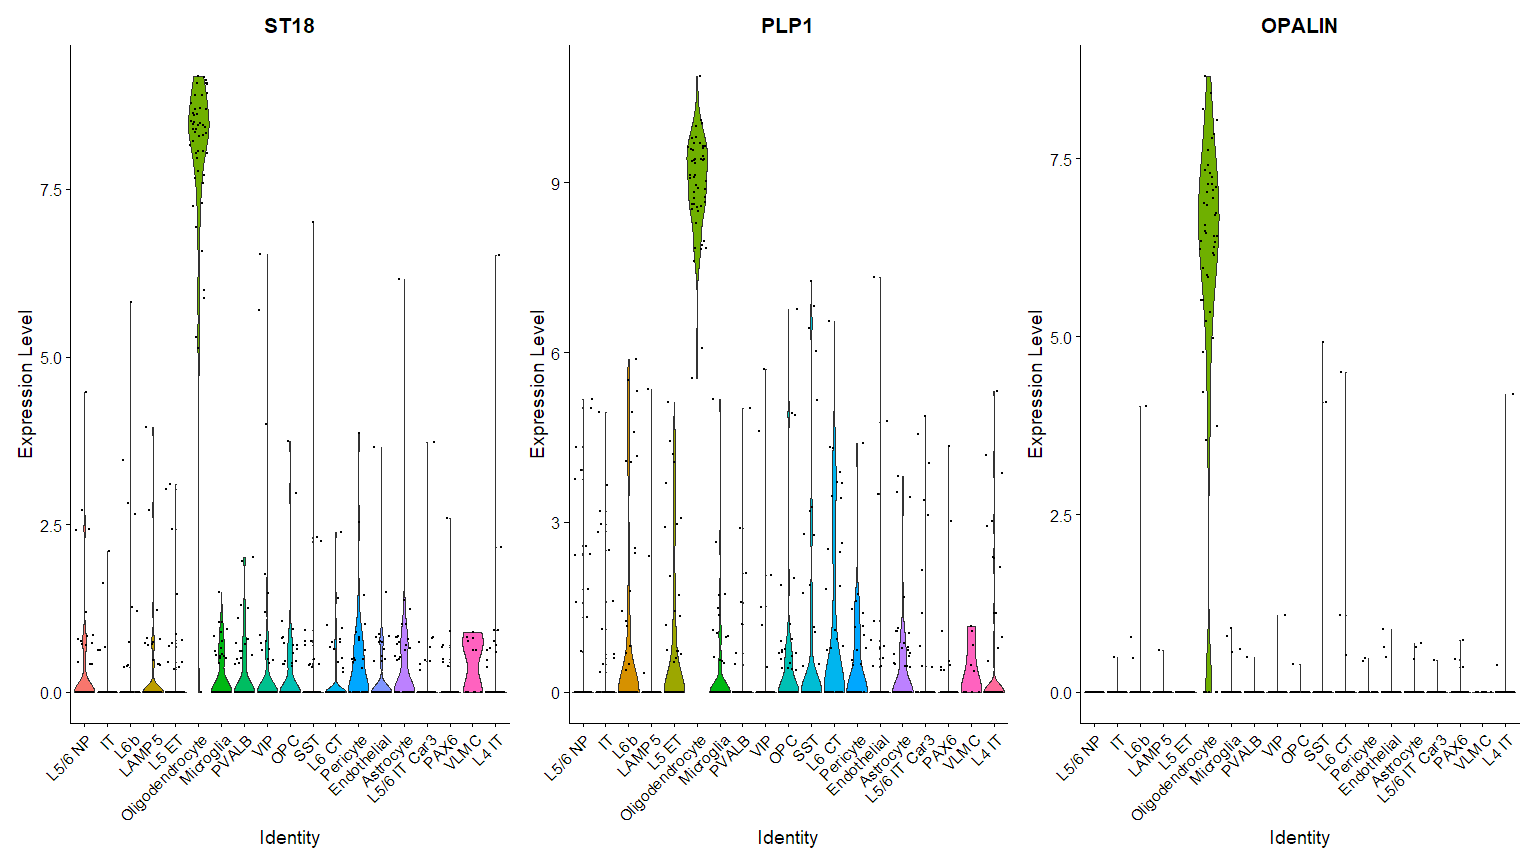 ST18
PLP1
OPALIN
Expression Level
7.5
5.0
2.5
0.0
L5/6 NP
IT
L6b
LAMP5
L5 ET
Oligodendrocyte
Microglia
PVALB
VIP
OPC
SST
L6 CT
Pericyte
Endothelial
Astrocyte
L5/6 IT Car3
PAX6
VLMC
L4 IT
Identity
Expression Level
9
6
3
0
L5/6 NP
IT
L6b
LAMP5
L5 ET
Oligodendrocyte
Microglia
PVALB
VIP
OPC
SST
L6 CT
Pericyte
Endothelial
Astrocyte
L5/6 IT Car3
PAX6
VLMC
L4 IT
Identity
Expression Level
7.5
5.0
2.5
0.0
L5/6 NP
IT
L6b
LAMP5
L5 ET
Oligodendrocyte
Microglia
PVALB
VIP
OPC
SST
L6 CT
Pericyte
Endothelial
Astrocyte
L5/6 IT Car3
PAX6
VLMC
L4 IT
Identity